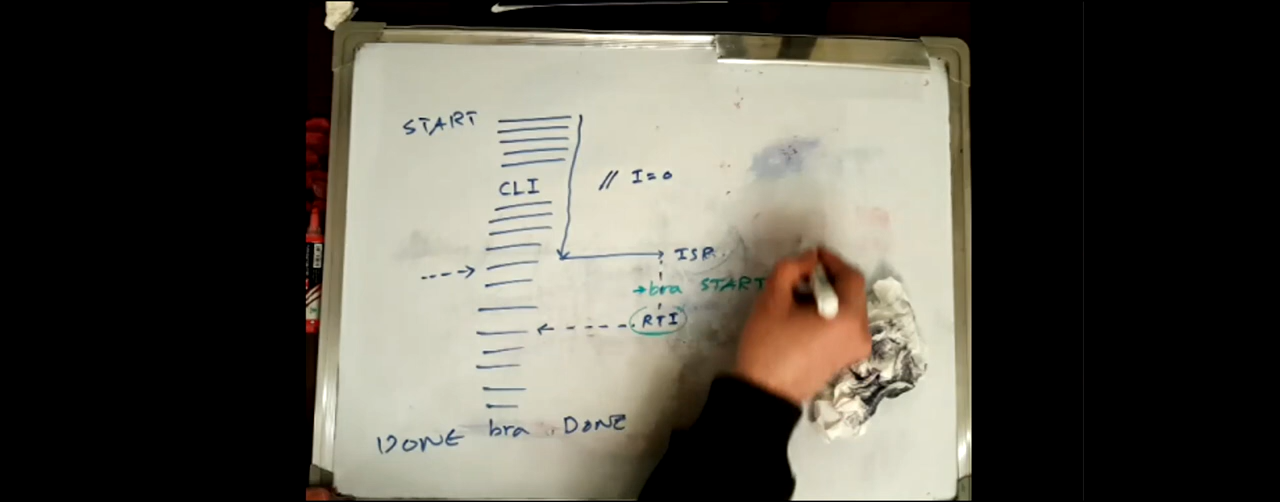 START
CLI
// I=0
ISR
bra START
RTI
DONE bra DONE